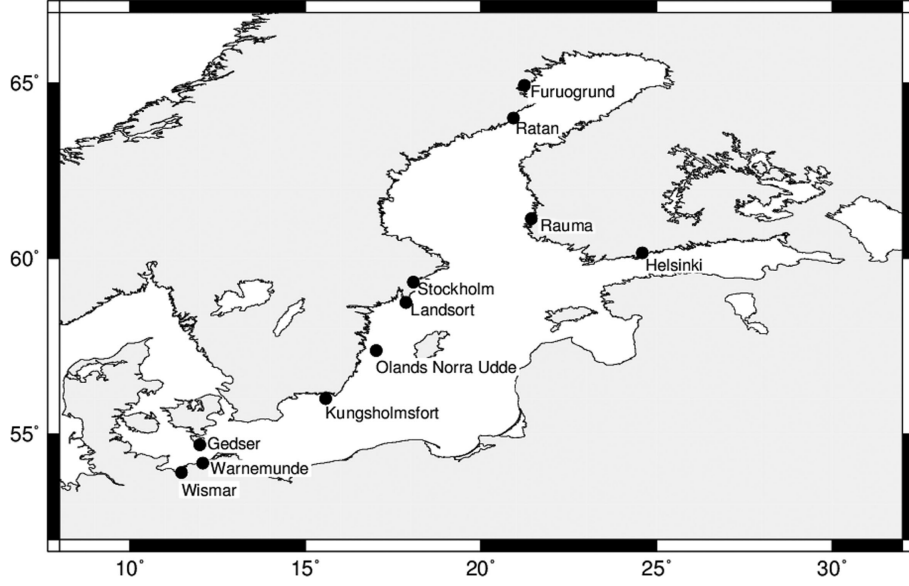 65°
Furuogrund
Ratan
Rauma
60°
Helsinki
Stockholm
Landsort
Olands Norra Udde
Kungsholmsfort
55°
Gedser
Warnemunde
Wismar
10° 15° 20° 25° 30°